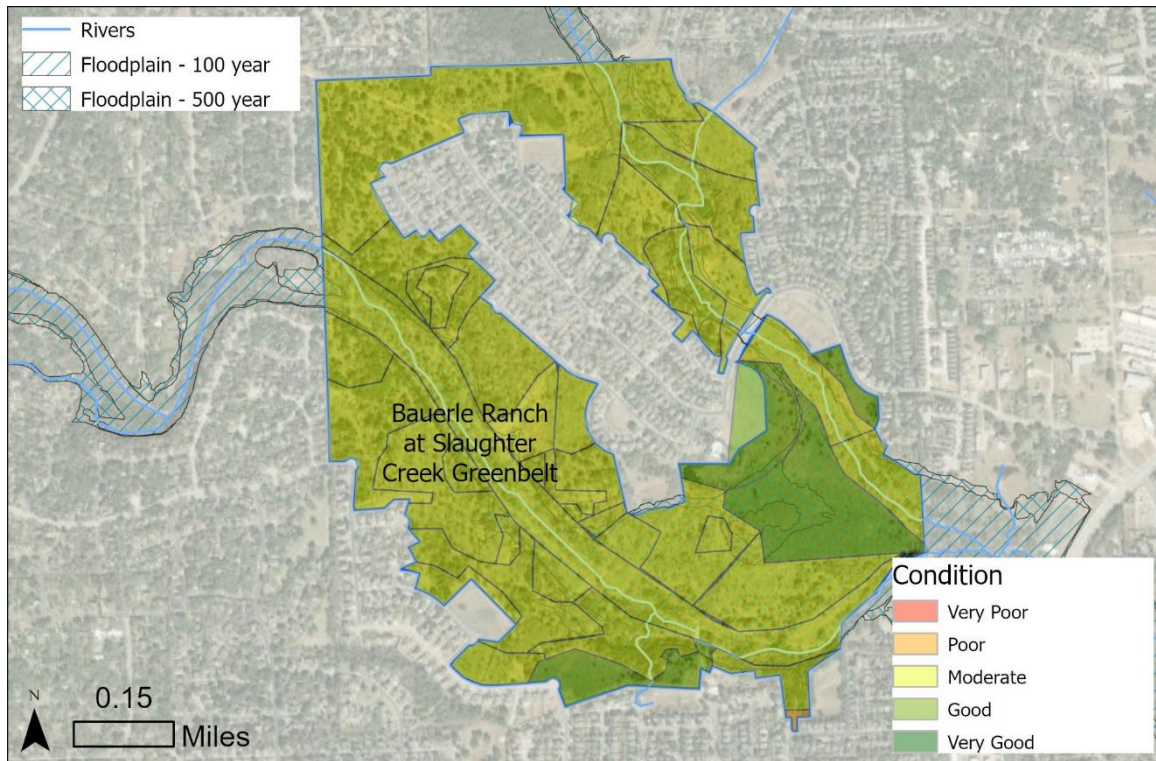 Rivers
Floodplain - 100 year
Floodplain - 500 year
Bauerle Ranch
at Slaughter
Creek Greenbelt
N
0.15
Miles
Condition
Very Poor
Poor
Moderate
Good
Very Good